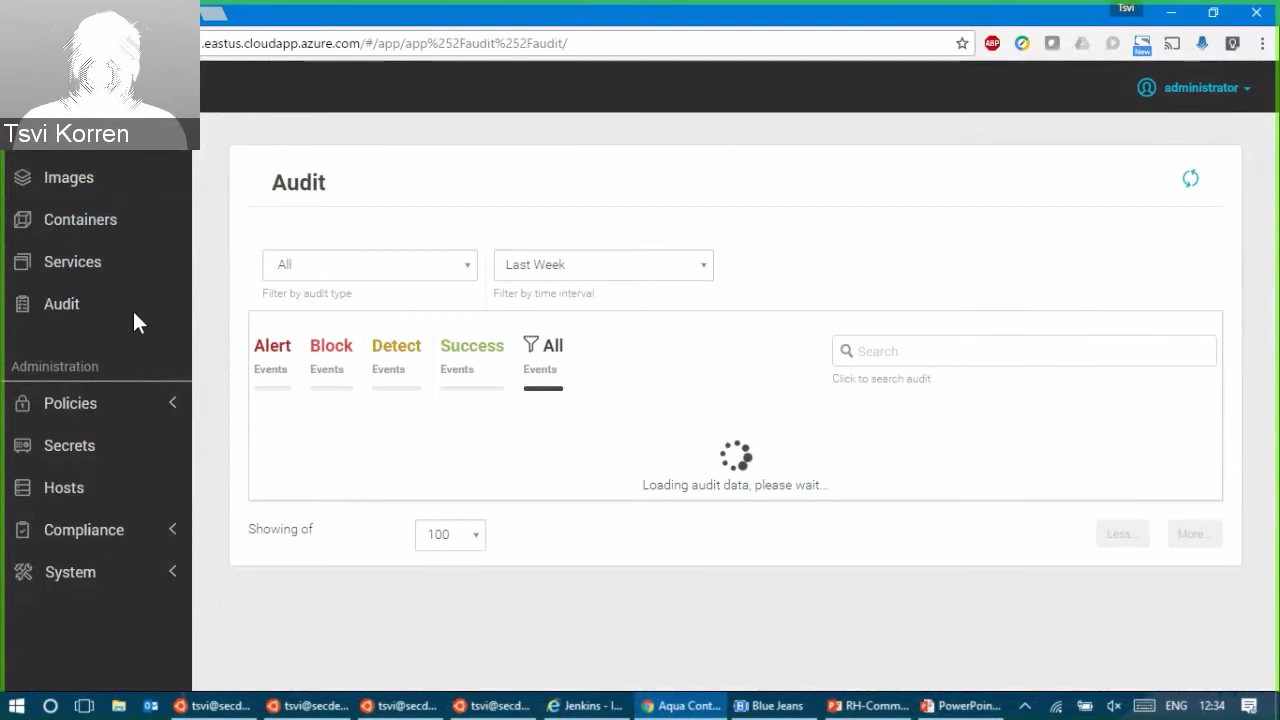 Tsvi
.eastus.cloudapp.azure.com/#/app/app%252Faudit%252Faudit/
ABP
New
administrator
Tsvi Korren
Images
Containers
Services
Audit
Administration
Policies
Secrets
Hosts
Compliance
System
Audit
All
Last Week
Filter by audit type
Filter by time interval
Alert Block Detect Success All
Events Events Events Events Events
Search
Click to search audit
Loading audit data, please wait...
Showing of
100
Less...
More...
tsvi@secd...
tsvi@secde...
tsvi@secd...
tsvi@secd...
Jenkins - I...
Aqua Cont...
Blue Jeans
RH-Comm...
PowerPoin...
ENG
12:34